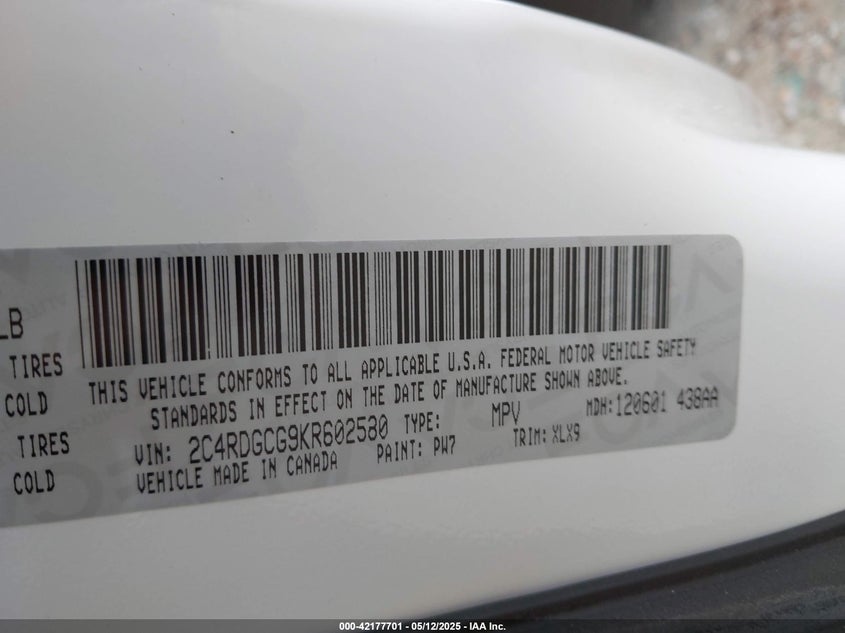 LB
TIRES
COLD
TIRES
COLD
THIS VEHICLE CONFORMS TO ALL APPLICABLE U.S.A. FEDERAL MOTOR VEHICLE SAFETY
STANDARDS IN EFFECT ON THE DATE OF MANUFACTURE SHOWN ABOVE.
VIN: 2C4RDGCG9KR602580 TYPE: MPV MDH: 120601 438AA
VEHICLE MADE IN CANADA PAINT: PW7 TRIM: XLX9
000-42177701 - 05/12/2025 - IAA Inc.